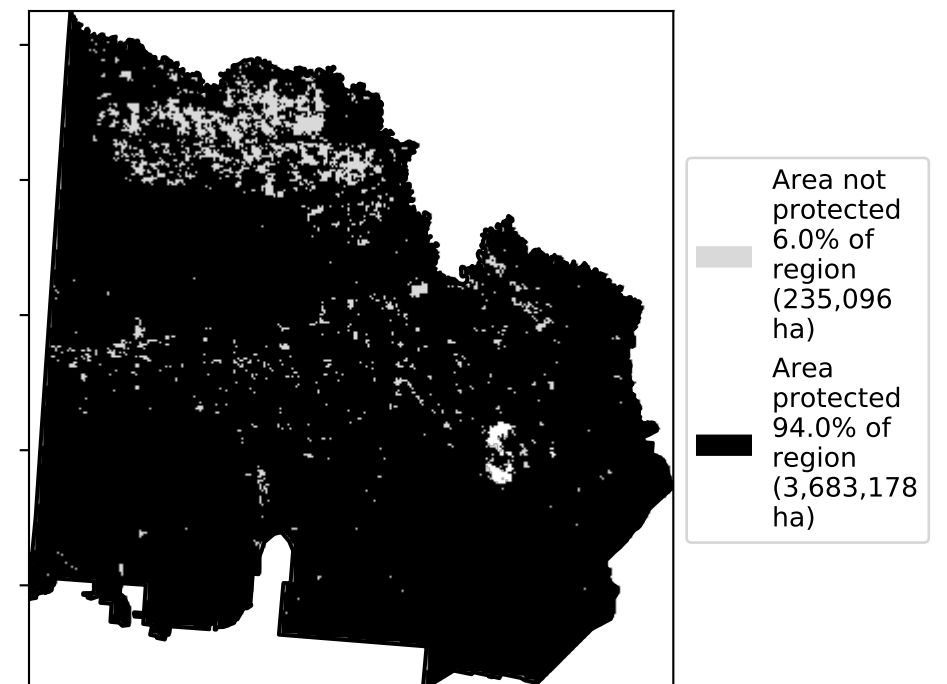 Area not
protected
6.0% of
region
(235,096
ha)
Area
protected
94.0% of
region
(3,683,178
ha)